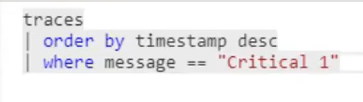 traces
| order by timestamp desc
| where message == "Critical 1"